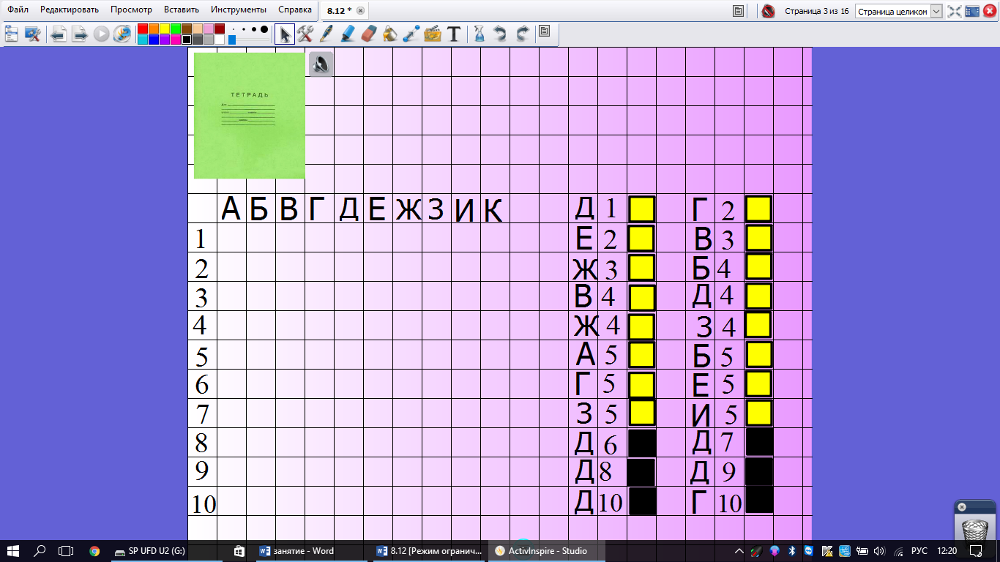 Файл Редактировать Просмотр Вставить Инструменты Справка 8.12 * Страница 3 из 16 Страница целиком
Т
ТЕТРАДЬ
А Б В Г Д Е Ж З И К Д 1 Г 2
1 Е 2 В 3
2 Ж 3 Б 4
3 В 4 Д 4
4 Ж 4 З 4
5 А 5 Б 5
6 Г 5 Е 5
7 З 5 И 5
8 Д 6 Д 7
9 Д 8 Д 9
10 Д 10 Г 10
SP UFD U2 (G:) занятие - Word 8.12 [Режим огранич... ActivInspire - Studio РУС 12:20